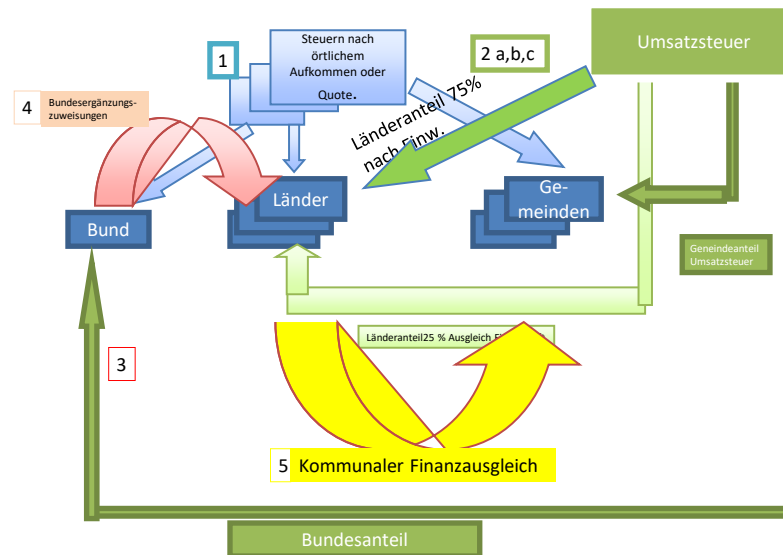 1
Steuern nach
örtlichem
Aufkommen oder
Quote.
2 a,b,c
Umsatzsteuer
4
Bundesergänzungs-
zuweisungen
Länderanteil 75%
nach Einw.
Bund
Länder
Ge-
meinden
Geneindeanteil
Umsatzsteuer
Länderanteil25 % Ausgleich
3
5 Kommunaler Finanzausgleich
Bundesanteil